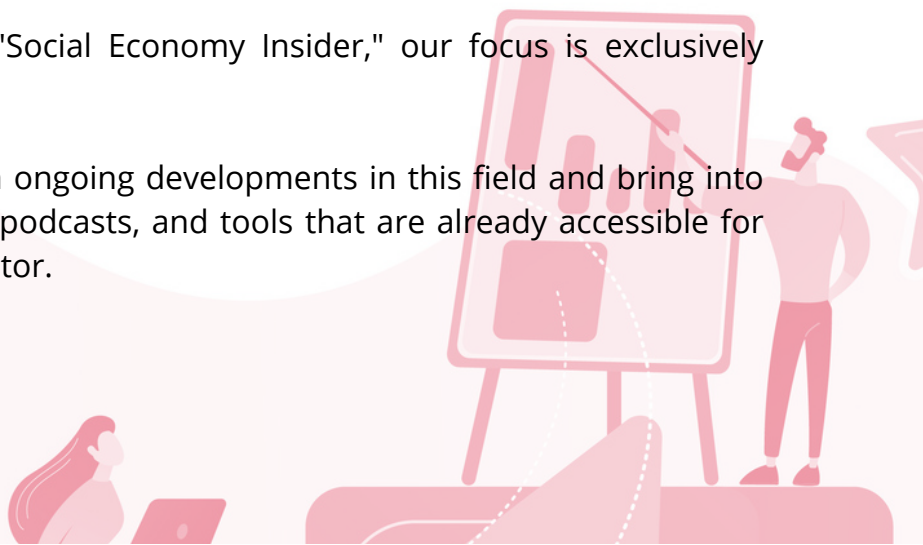 "Social Economy Insider," our focus is exclusively
ongoing developments in this field and bring into
podcasts, and tools that are already accessible for
tor.